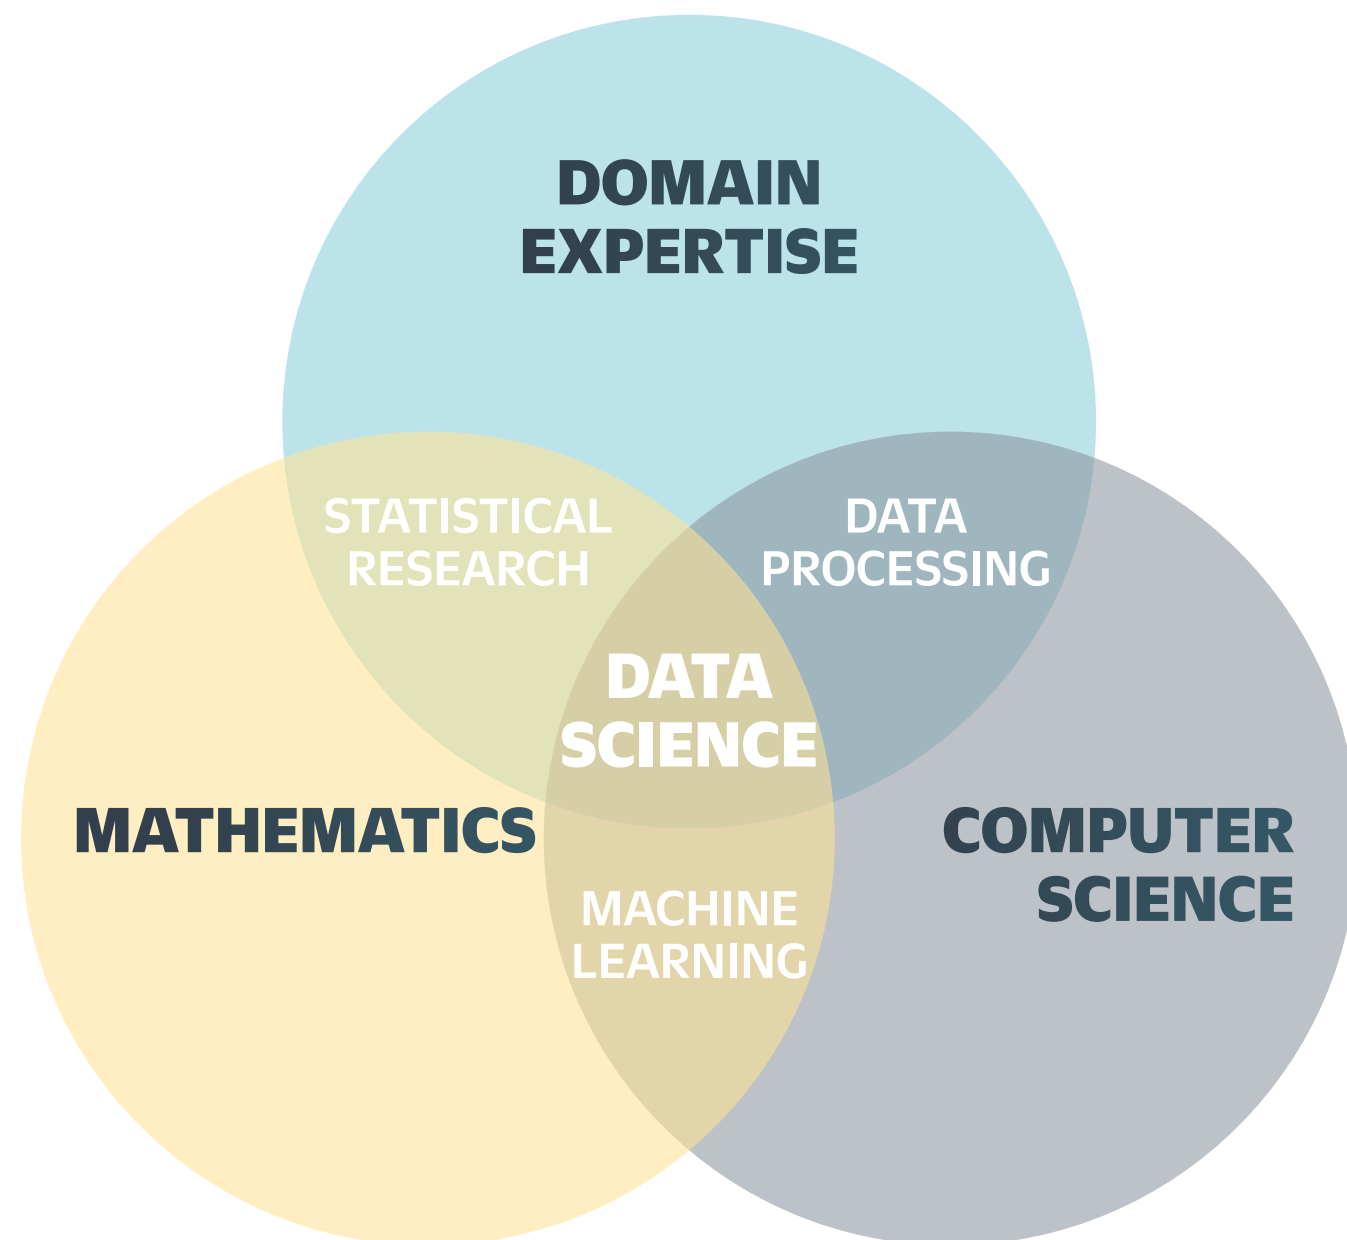 DOMAIN
EXPERTISE
STATISTICAL
RESEARCH
DATA
PROCESSING
DATA
SCIENCE
MATHEMATICS
COMPUTER
SCIENCE
MACHINE
LEARNING